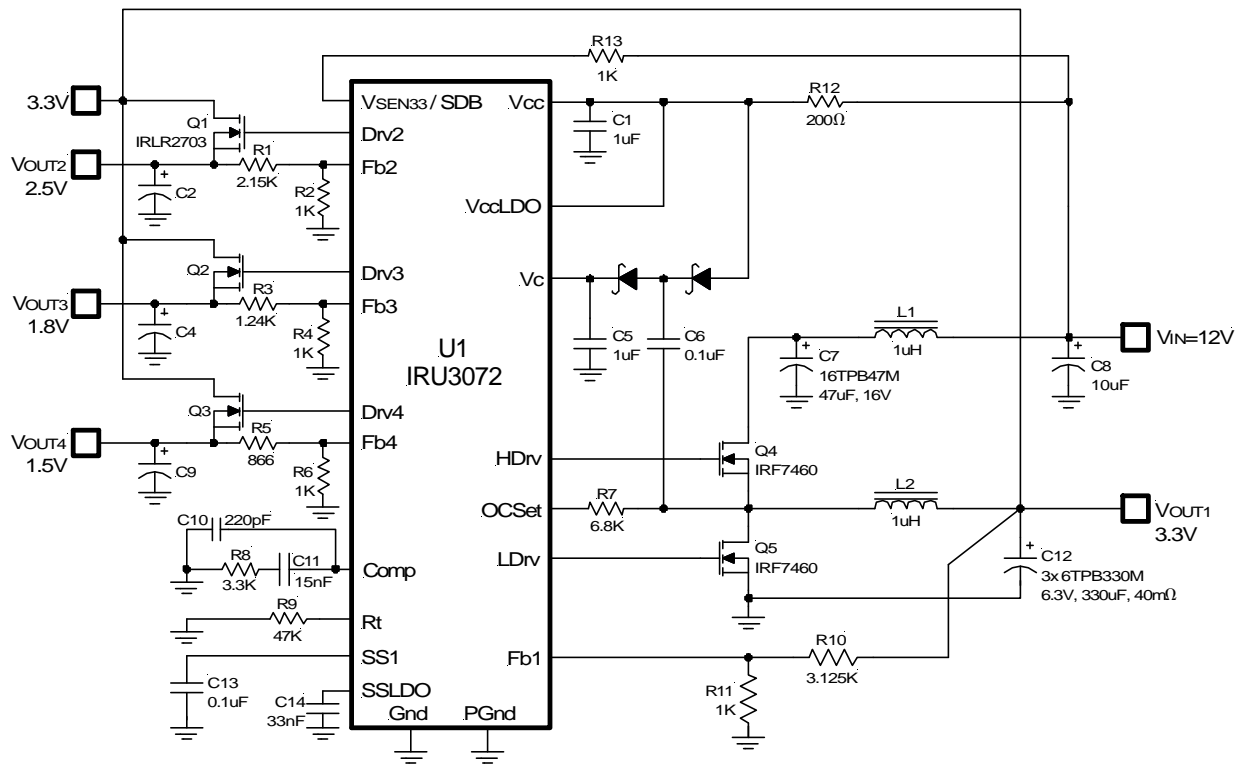 3.3V
VOUT2
2.5V
VOUT3
1.8V
VOUT4
1.5V
Q1
IRLR2703
R1
2.15K
C2
R2
1K
Q2
R3
1.24K
C4
R4
1K
Q3
R5
866
C9
R6
1K
C10
220pF
R8
3.3K
C11
15nF
R9
47K
C13
0.1uF
C14
33nF
R13
1K
VSEN33 / SDB
Drv2
Fb2
Drv3
Fb3
Drv4
Fb4
Comp
Rt
SS1
SSLDO
Gnd
PGnd
U1
IRU3072
Vcc
VccLDO
Vc
HDrv
OCSet
LDrv
Fb1
C1
1uF
R12
200Ω
C5
1uF
C6
0.1uF
L1
1uH
C7
16TPB47M
47uF, 16V
VIN=12V
C8
10uF
Q4
IRF7460
R7
6.8K
L2
1uH
VOUT1
3.3V
Q5
IRF7460
C12
3x 6TPB330M
6.3V, 330uF, 40mΩ
R10
3.125K
R11
1K